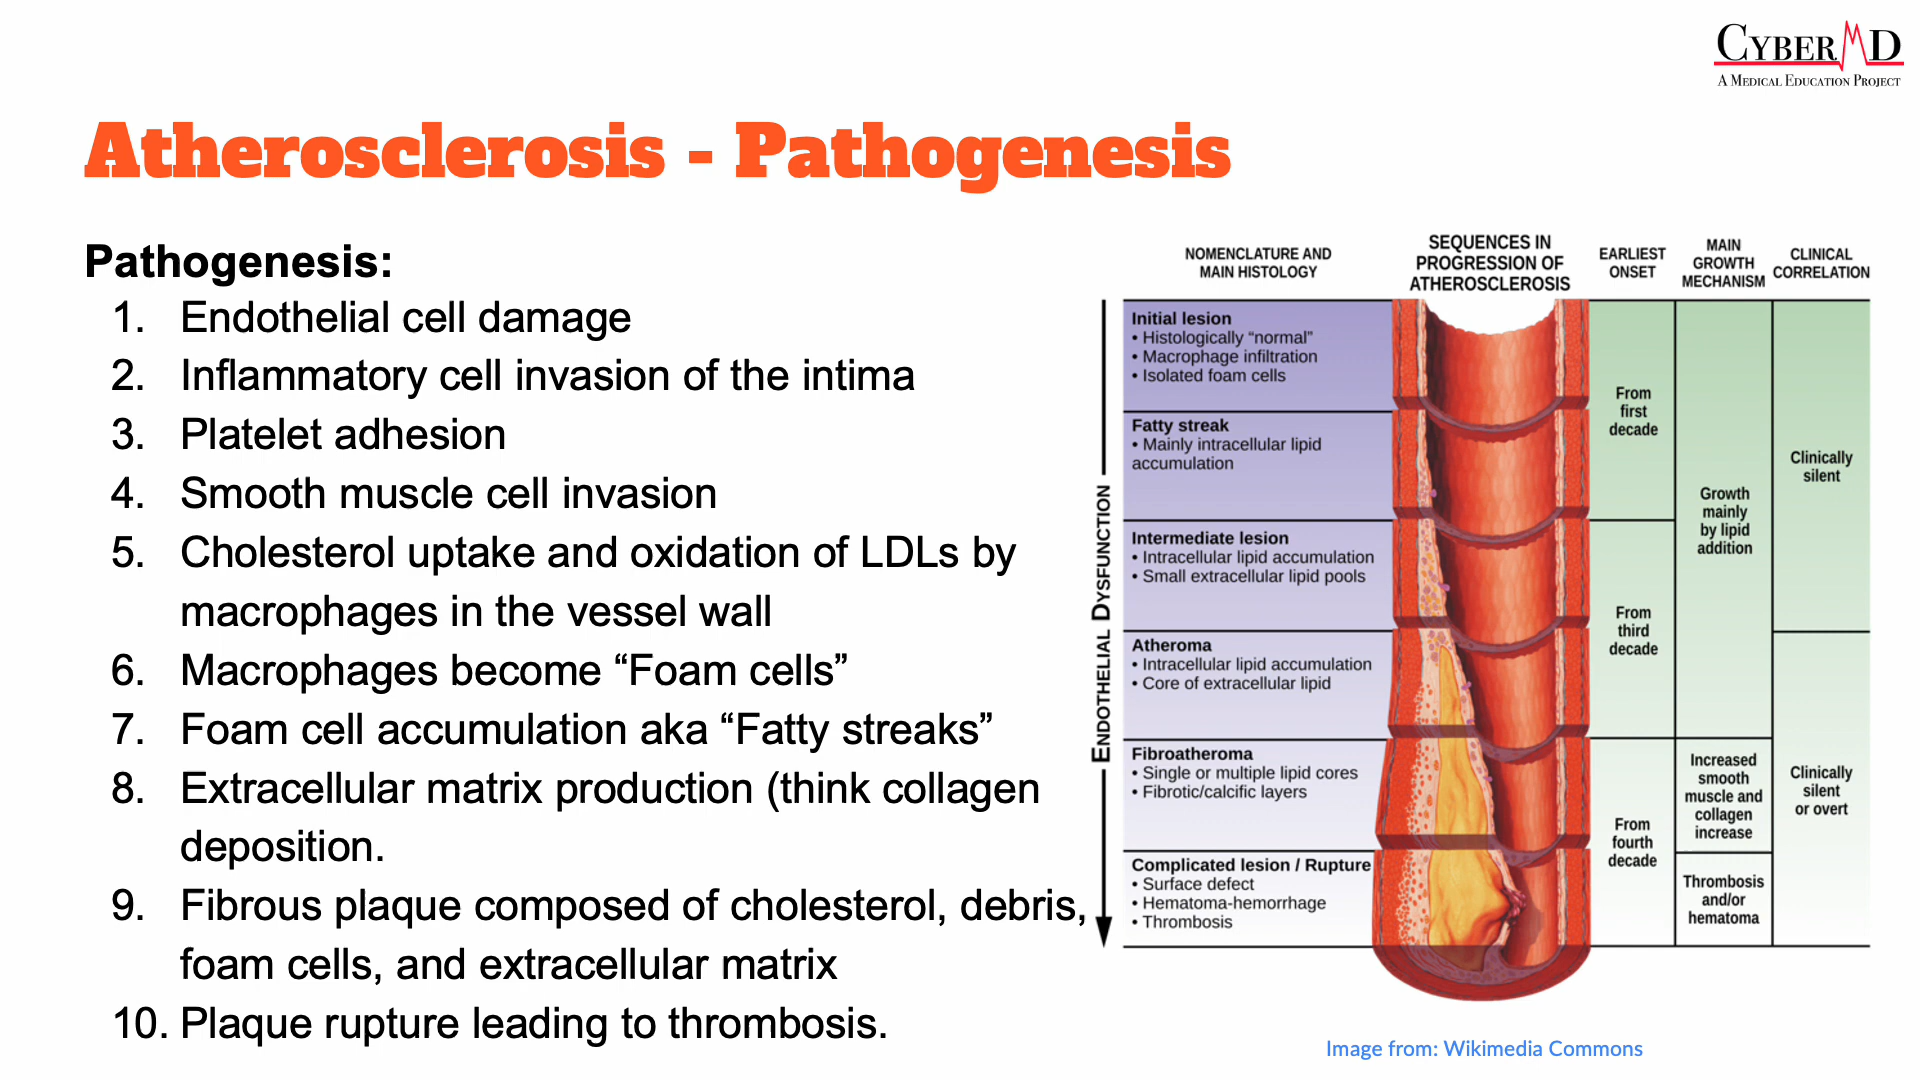 CYBERMD
A MEDICAL EDUCATION PROJECT
Atherosclerosis - Pathogenesis
Pathogenesis:
1. Endothelial cell damage
2. Inflammatory cell invasion of the intima
3. Platelet adhesion
4. Smooth muscle cell invasion
5. Cholesterol uptake and oxidation of LDLs by
macrophages in the vessel wall
6. Macrophages become “Foam cells”
7. Foam cell accumulation aka “Fatty streaks”
8. Extracellular matrix production (think collagen
deposition.
9. Fibrous plaque composed of cholesterol, debris,
foam cells, and extracellular matrix
10. Plaque rupture leading to thrombosis.
NOMENCLATURE AND
MAIN HISTOLOGY
SEQUENCES IN
PROGRESSION OF
ATHEROSCLEROSIS
EARLIEST
ONSET
MAIN
GROWTH
MECHANISM
CLINICAL
CORRELATION
ENDOTHELIAL DYSFUNCTION
Initial lesion
• Histologically “normal”
• Macrophage infiltration
• Isolated foam cells
Fatty streak
• Mainly intracellular lipid
accumulation
Intermediate lesion
• Intracellular lipid accumulation
• Small extracellular lipid pools
Atheroma
• Intracellular lipid accumulation
• Core of extracellular lipid
Fibroatheroma
• Single or multiple lipid cores
• Fibrotic/calcific layers
Complicated lesion / Rupture
• Surface defect
• Hematoma-hemorrhage
• Thrombosis
From
first
decade
From
third
decade
From
fourth
decade
Growth
mainly
by lipid
addition
Increased
smooth
muscle and
collagen
increase
Thrombosis
and/or
hematoma
Clinically
silent
Clinically
silent
or overt
Image from: Wikimedia Commons